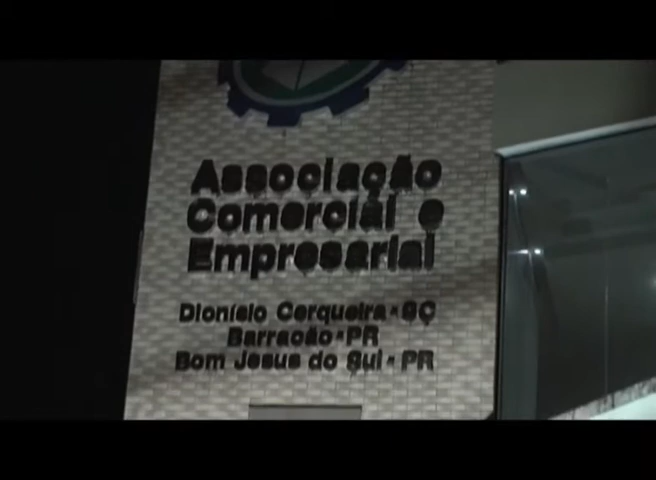 Associação
Comercial e
Empresarial
Dionísio Cerqueira - SC
Barracão - PR
Bom Jesus do Sul - PR